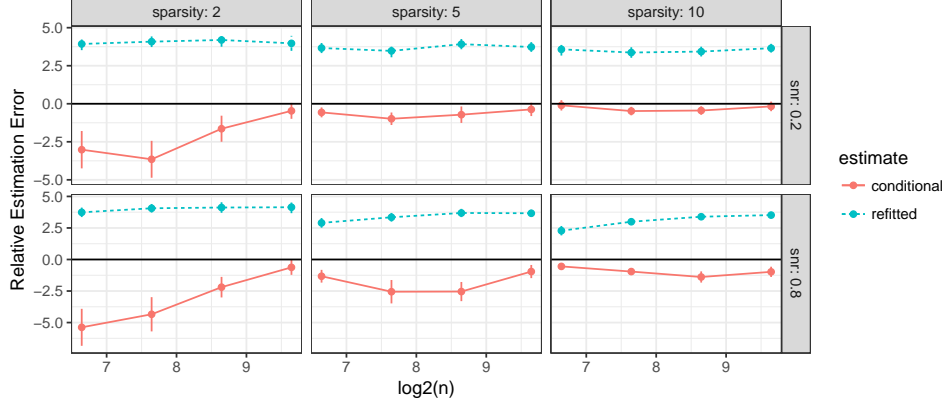 sparsity: 2 sparsity: 5 sparsity: 10
Relative Estimation Error
5.0
2.5
0.0
-2.5
-5.0
snr: 0.2
5.0
2.5
0.0
-2.5
-5.0
snr: 0.8
7 8 9 7 8 9 7 8 9
log2(n)
estimate
conditional
refitted